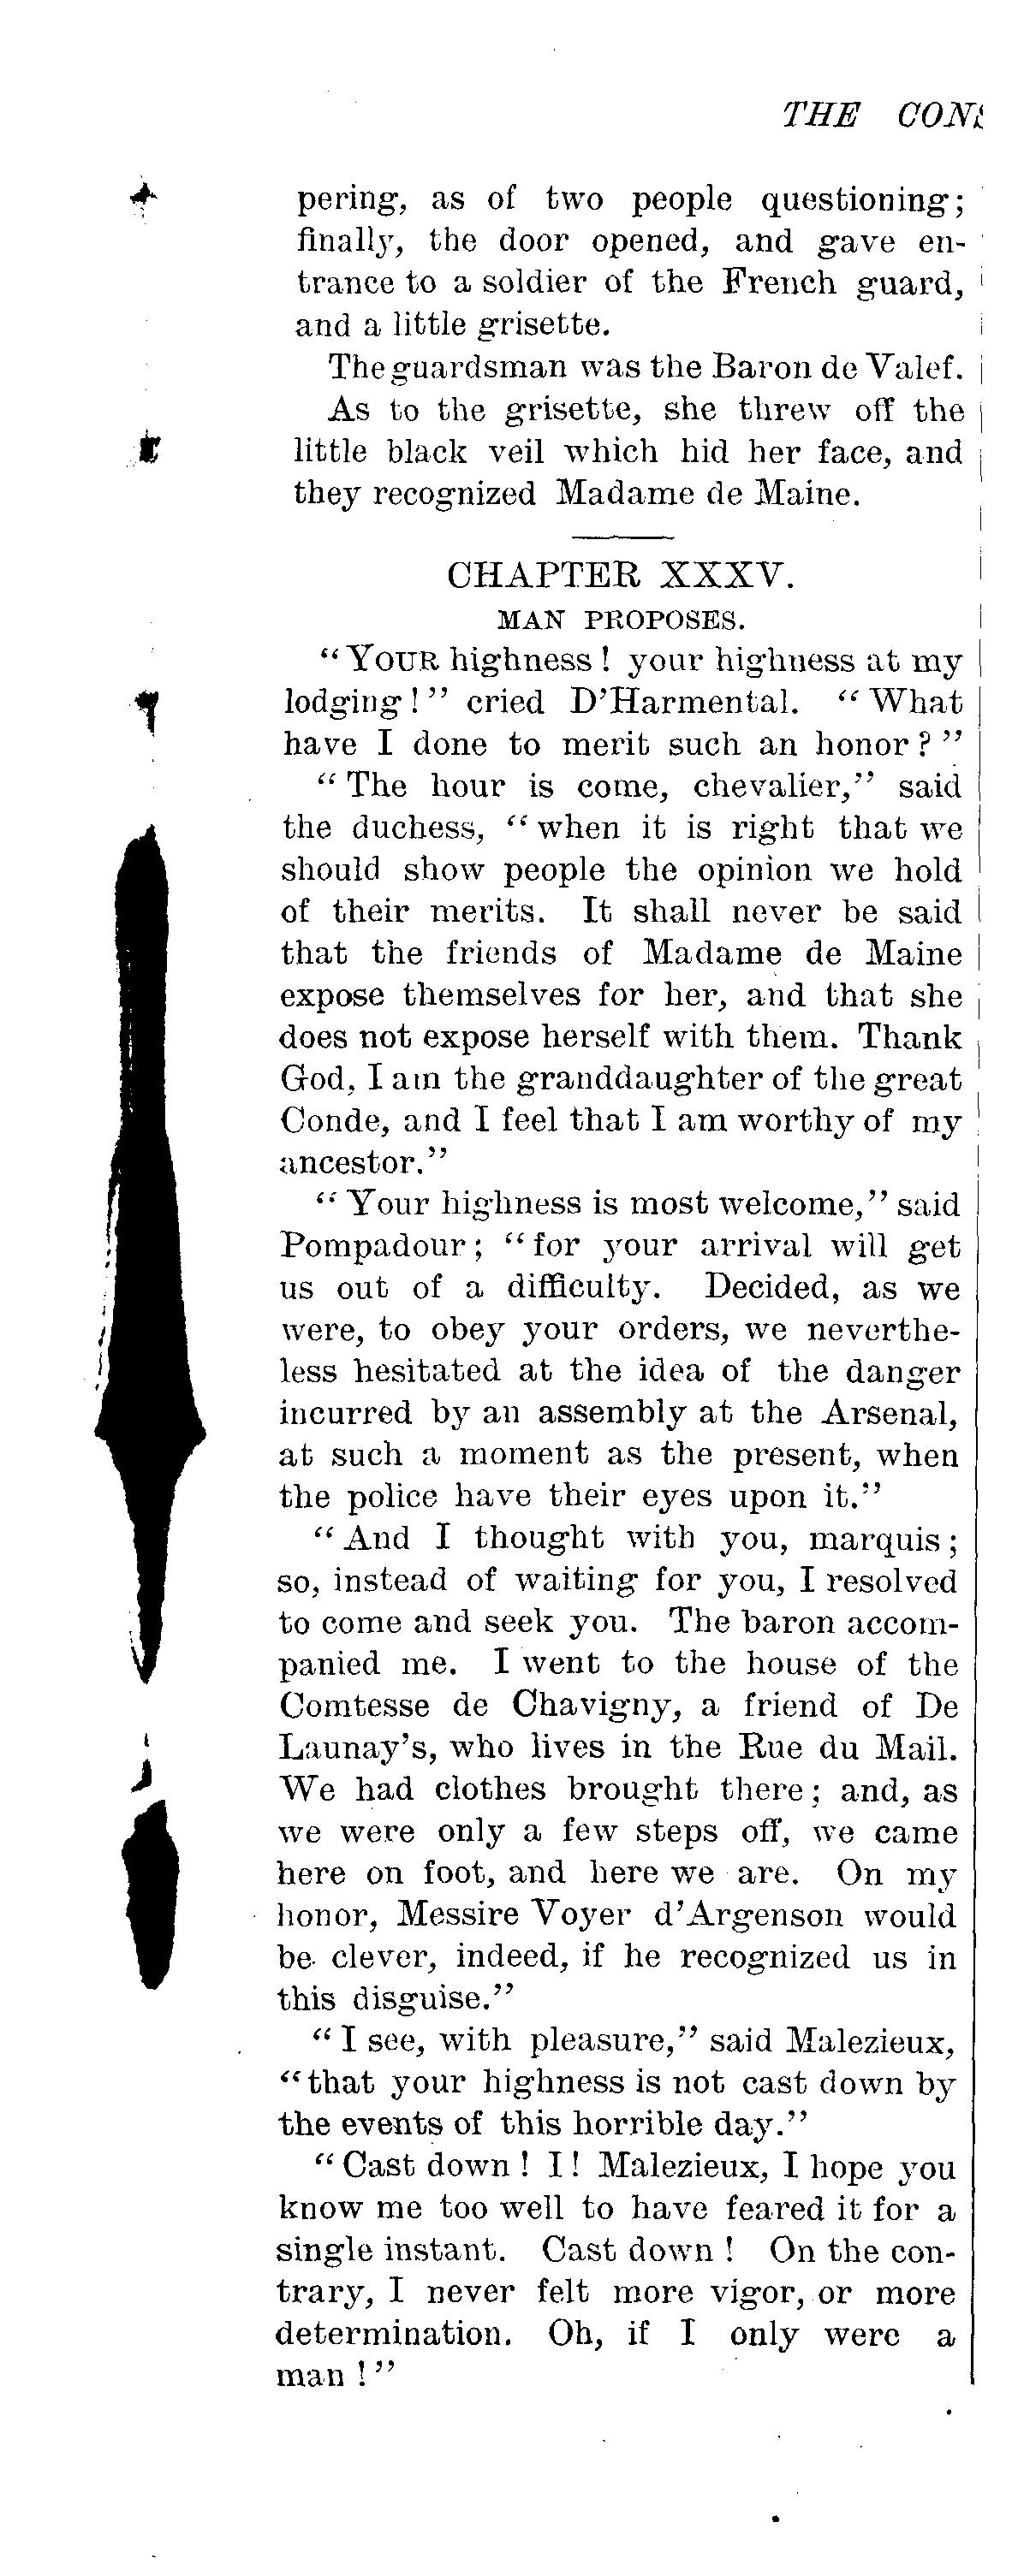 THE CONS
pering, as of two people questioning;
finally, the door opened, and gave en-
trance to a soldier of the French guard,
and a little grisette.
The guardsman was the Baron de Valef.
As to the grisette, she threw off the
little black veil which hid her face, and
they recognized Madame de Maine.
CHAPTER XXXV.
MAN PROPOSES.
“YOUR highness! your highness at my
lodging!” cried D’Harmental. “What
have I done to merit such an honor?”
“The hour is come, chevalier,” said
the duchess, “when it is right that we
should show people the opinion we hold
of their merits. It shall never be said
that the friends of Madame de Maine
expose themselves for her, and that she
does not expose herself with them. Thank
God, I am the granddaughter of the great
Conde, and I feel that I am worthy of my
ancestor.”
“Your highness is most welcome,” said
Pompadour; “for your arrival will get
us out of a difficulty. Decided, as we
were, to obey your orders, we neverthe-
less hesitated at the idea of the danger
incurred by an assembly at the Arsenal,
at such a moment as the present, when
the police have their eyes upon it.”
“And I thought with you, marquis;
so, instead of waiting for you, I resolved
to come and seek you. The baron accom-
panied me. I went to the house of the
Comtesse de Chavigny, a friend of De
Launay’s, who lives in the Rue du Mail.
We had clothes brought there; and, as
we were only a few steps off, we came
here on foot, and here we are. On my
honor, Messire Voyer d’Argenson would
be clever, indeed, if he recognized us in
this disguise.”
“I see, with pleasure,” said Malezieux,
“that your highness is not cast down by
the events of this horrible day.”
“Cast down! I! Malezieux, I hope you
know me too well to have feared it for a
single instant. Cast down! On the con-
trary, I never felt more vigor, or more
determination. Oh, if I only were a
man!”